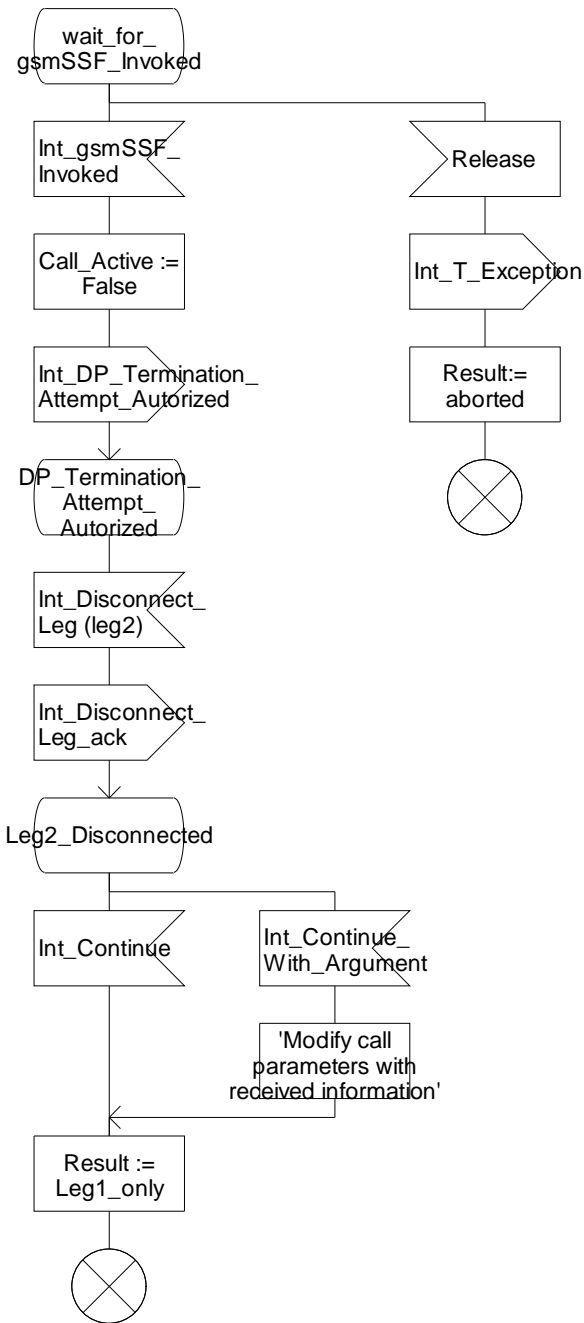 wait_for_
gsmSSF_Invoked
Int_gsmSSF_
Invoked
Release
Call_Active :=
False
Int_T_Exception
Int_DP_Termination_
Attempt_Autorized
Result:=
aborted
DP_Termination_
Attempt_
Autorized
Int_Disconnect_
Leg (leg2)
Int_Disconnect_
Leg_ack
Leg2_Disconnected
Int_Continue
Int_Continue_
With_Argument
'Modify call
parameters with
received information'
Result :=
Leg1_only